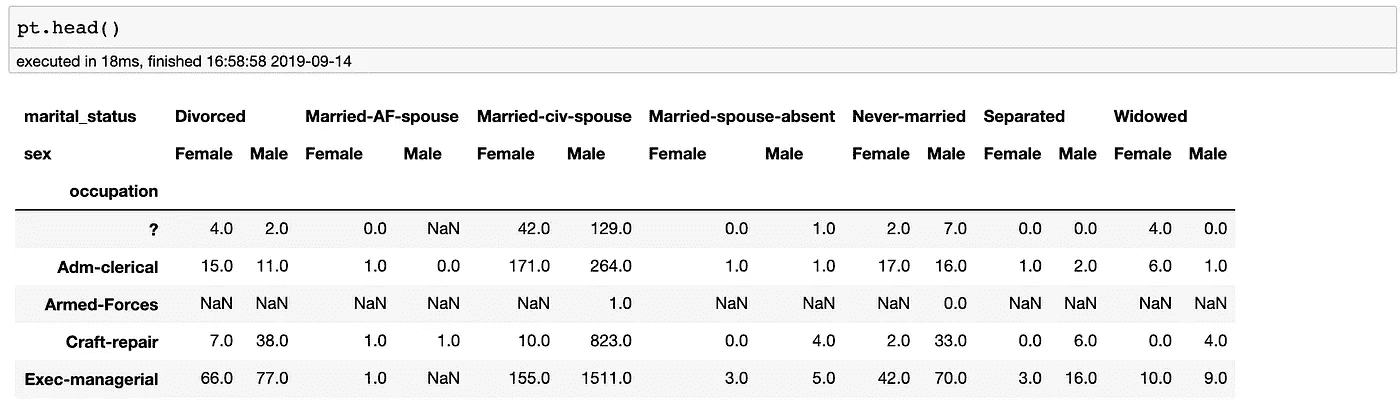 pt.head()
executed in 18ms, finished 16:58:58 2019-09-14
marital_status Divorced Married-AF-spouse Married-civ-spouse Married-spouse-absent Never-married Separated Widowed
sex Female Male Female Male Female Male Female Male Female Male Female Male Female Male
occupation
? 4.0 2.0 0.0 NaN 42.0 129.0 0.0 1.0 2.0 7.0 0.0 0.0 4.0 0.0
Adm-clerical 15.0 11.0 1.0 0.0 171.0 264.0 1.0 1.0 17.0 16.0 1.0 2.0 6.0 1.0
Armed-Forces NaN NaN NaN NaN NaN 1.0 NaN NaN NaN 0.0 NaN NaN NaN NaN
Craft-repair 7.0 38.0 1.0 1.0 10.0 823.0 0.0 4.0 2.0 33.0 0.0 6.0 0.0 4.0
Exec-managerial 66.0 77.0 1.0 NaN 155.0 1511.0 3.0 5.0 42.0 70.0 3.0 16.0 10.0 9.0